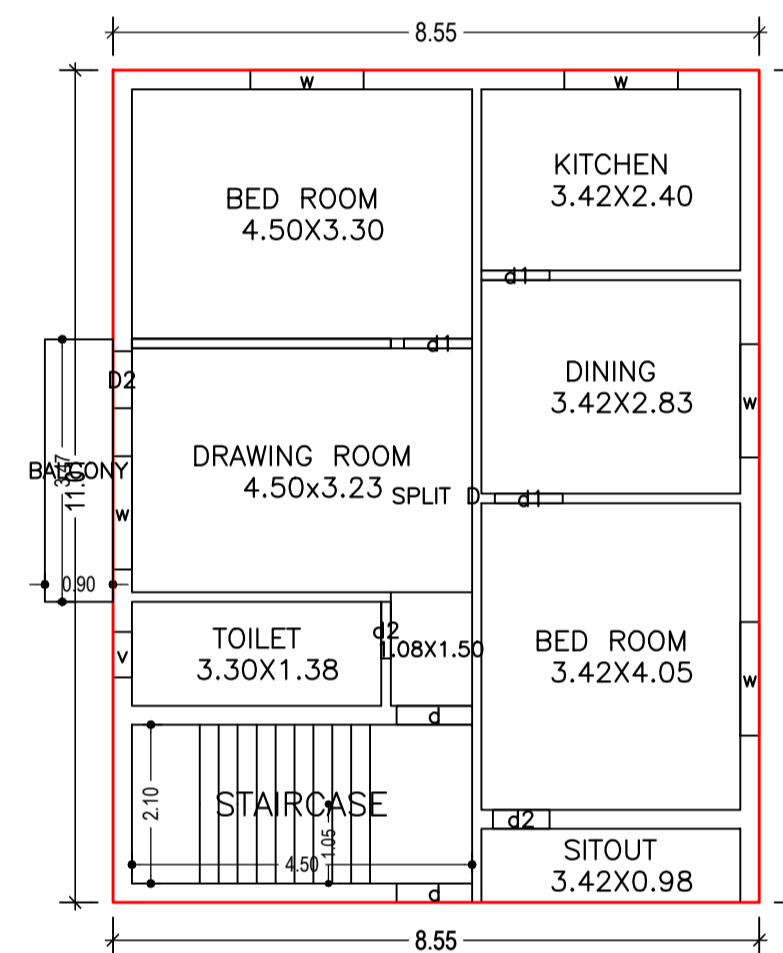 8.55
w
w
KITCHEN
3.42X2.40
BED ROOM
4.50X3.30
d1
d1
DINING
3.42X2.83
D2
w
DRAWING ROOM
4.50x3.23
SPLIT D
d1
BALCONY
w
0.90
TOILET
3.30X1.38
d2
1.08X1.50
BED ROOM
3.42X4.05
v
w
d
STAIRCASE
2.10
1.05
4.50
d2
SITOUT
3.42X0.98
d
8.55